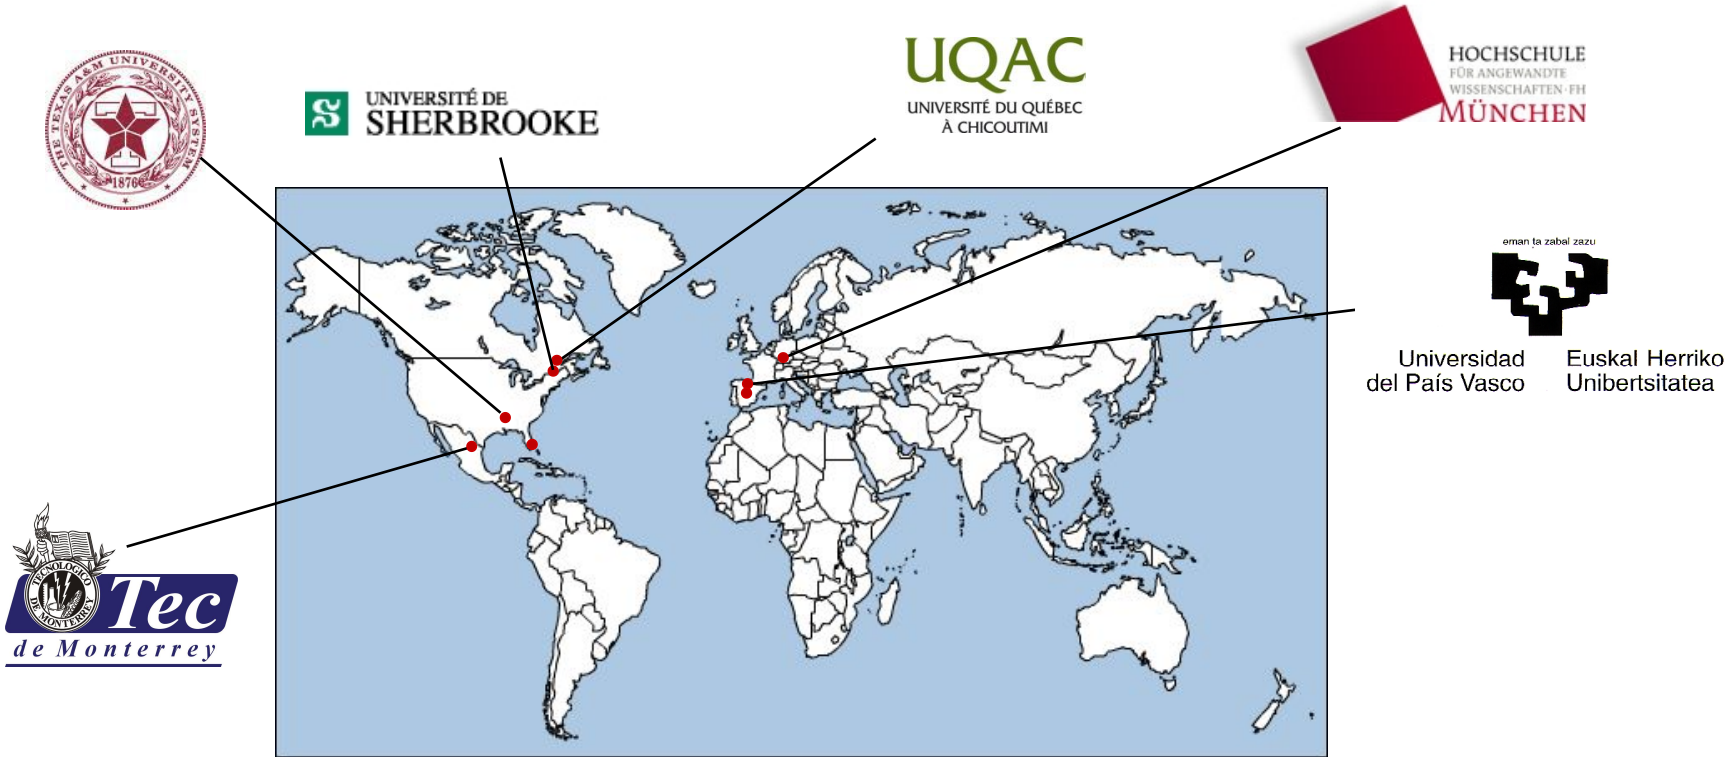 THE TEXAS A&M UNIVERSITY SYSTEM
1876
UNIVERSITÉ DE
SHERBROOKE
UQAC
UNIVERSITÉ DU QUÉBEC
À CHICOUTIMI
HOCHSCHULE
FÜR ANGEWANDTE
WISSENSCHAFTEN·FH
MÜNCHEN
eman ta zabal zazu
Universidad
del País Vasco
Euskal Herriko
Unibertsitatea
TECNOLOGICO
DE MONTERREY
Tec
de Monterrey